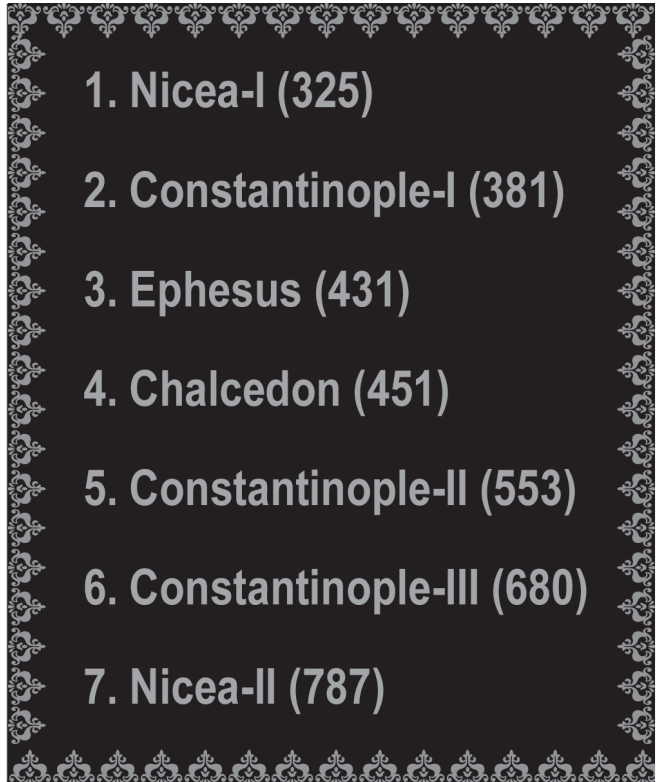 1. Nicea-I (325)
2. Constantinople-I (381)
3. Ephesus (431)
4. Chalcedon (451)
5. Constantinople-II (553)
6. Constantinople-III (680)
7. Nicea-II (787)